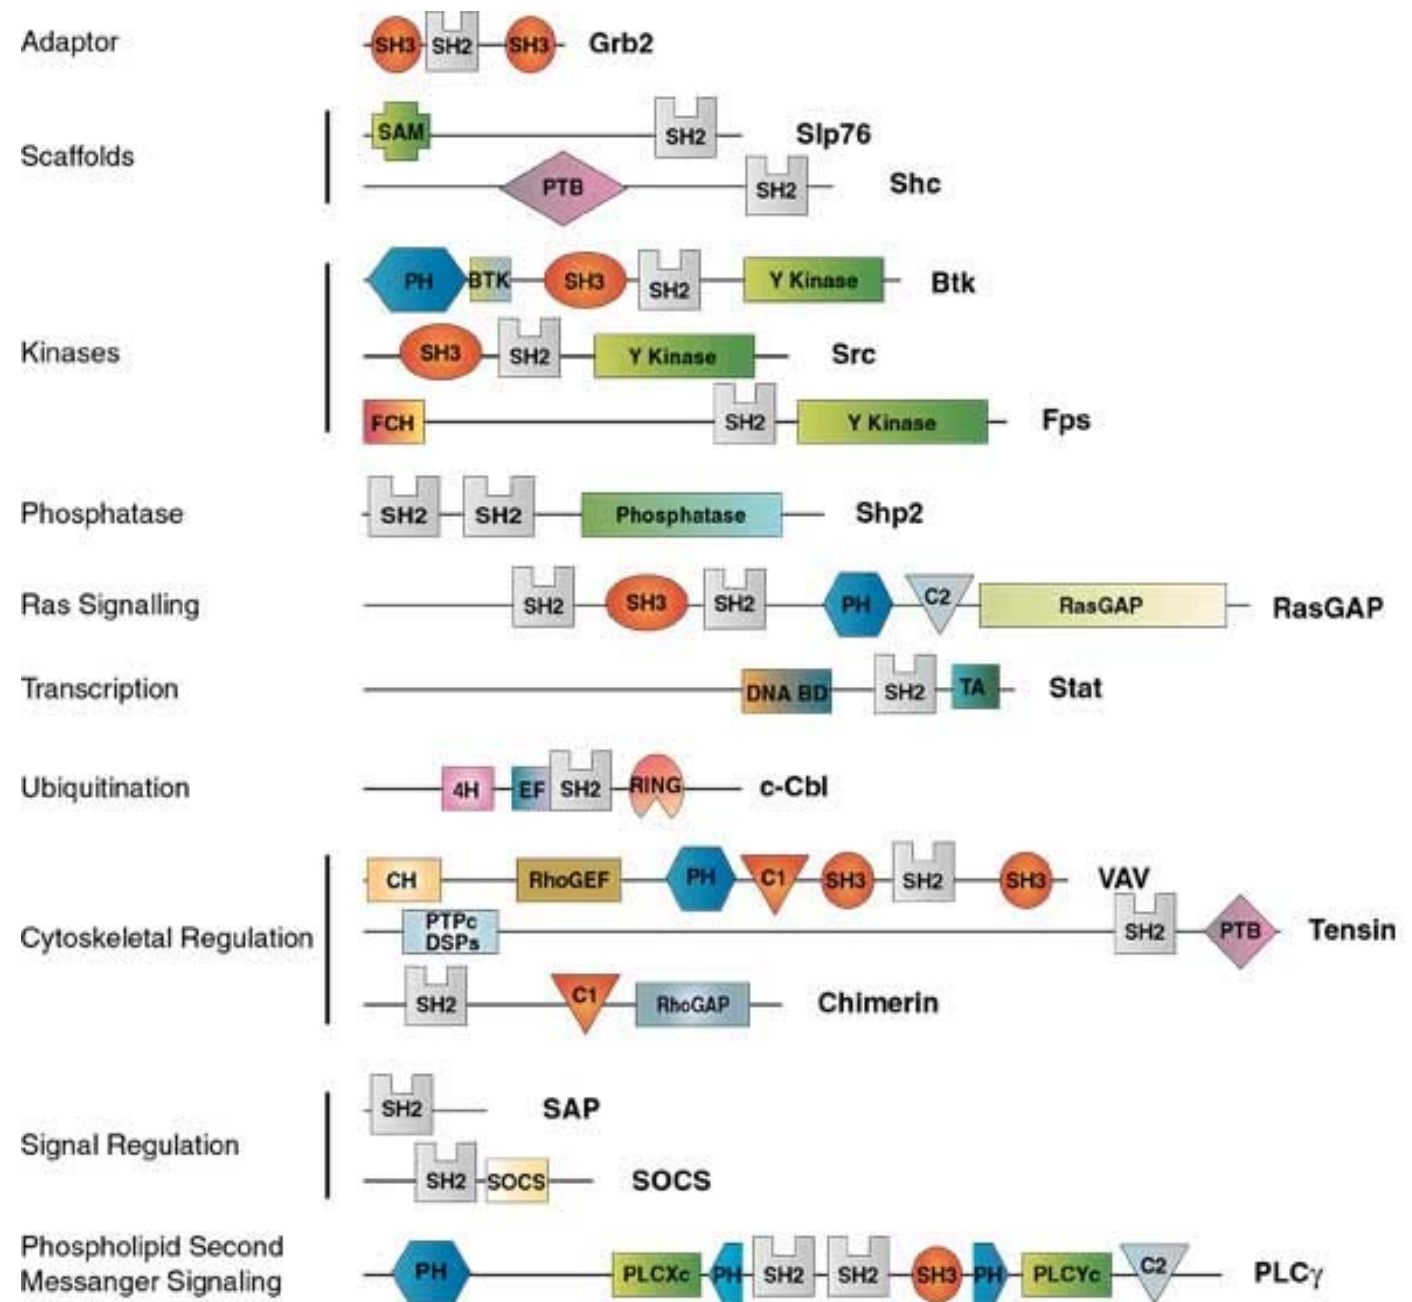 Adaptor
SH3 SH2 SH3 Grb2
Scaffolds
SAM SH2 Slp76
PTB SH2 Shc
Kinases
PH BTK SH3 SH2 Y Kinase Btk
SH3 SH2 Y Kinase Src
FCH SH2 Y Kinase Fps
Phosphatase
SH2 SH2 Phosphatase Shp2
Ras Signalling
SH2 SH3 SH2 PH C2 RasGAP RasGAP
Transcription
DNA BD SH2 TA Stat
Ubiquitination
4H EF SH2 RING c-Cbl
Cytoskeletal Regulation
CH RhoGEF PH C1 SH3 SH2 SH3 VAV
PTPc
DSPs SH2 PTB Tensin
SH2 C1 RhoGAP Chimerin
Signal Regulation
SH2 SAP
SH2 SOCS SOCS
Phospholipid Second
Messanger Signaling
PH PLCXc PH SH2 SH2 SH3 PH PLCYc C2 PLCγ